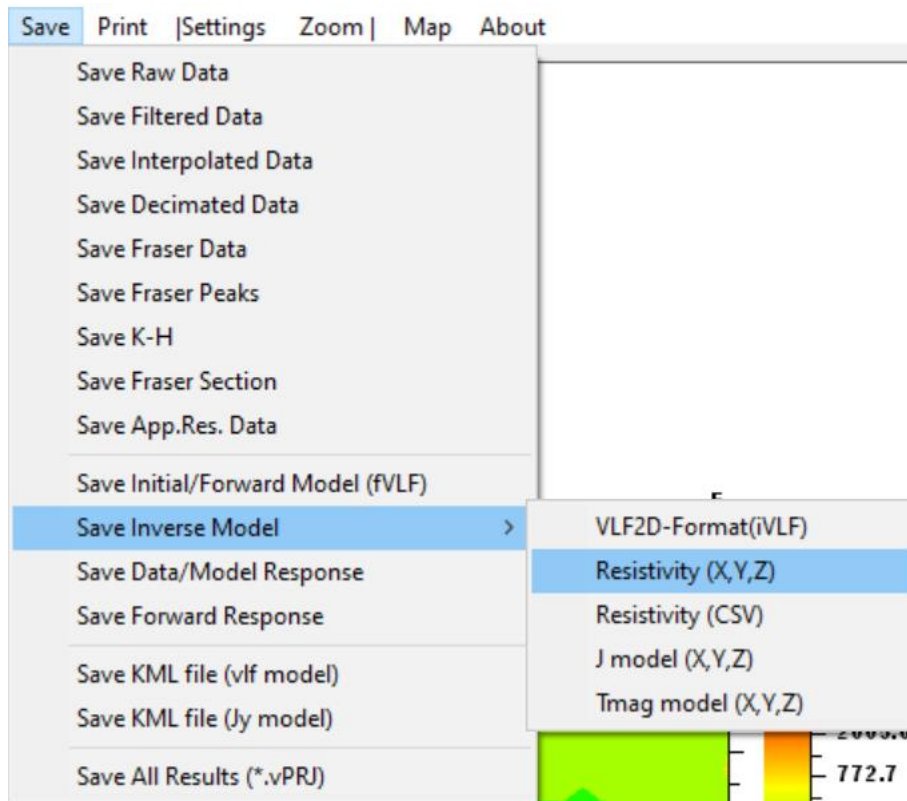 Save Print |Settings Zoom | Map About
Save Raw Data
Save Filtered Data
Save Interpolated Data
Save Decimated Data
Save Fraser Data
Save Fraser Peaks
Save K-H
Save Fraser Section
Save App.Res. Data
Save Initial/Forward Model (fVLF)
Save Inverse Model >
Save Data/Model Response
Save Forward Response
Save KML file (vlf model)
Save KML file (Jy model)
Save All Results (*.vPRJ)
VLF2D-Format(iVLF)
Resistivity (X,Y,Z)
Resistivity (CSV)
J model (X,Y,Z)
Tmag model (X,Y,Z)
772.7